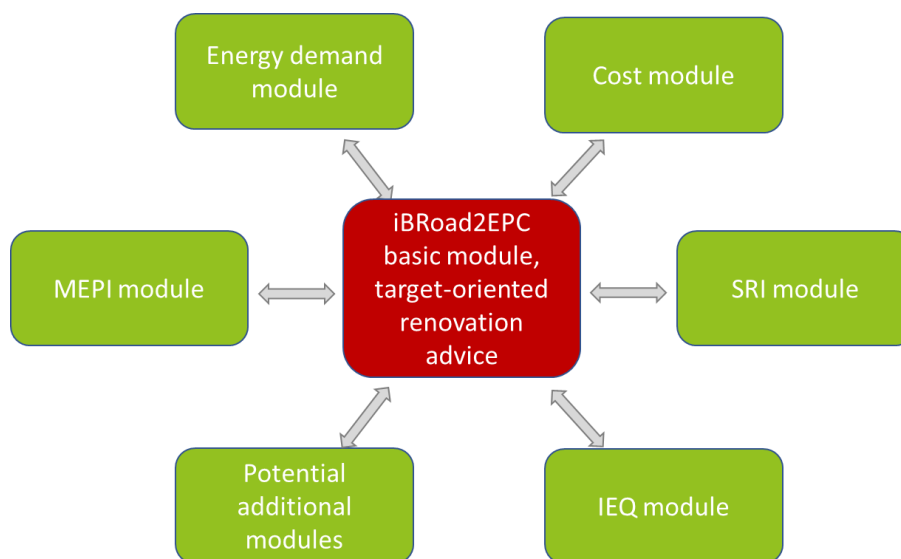 Energy demand
module
Cost module
iBRoad2EPC
basic module,
target-oriented
renovation
advice
MEPI module
SRI module
Potential
additional
modules
IEQ module